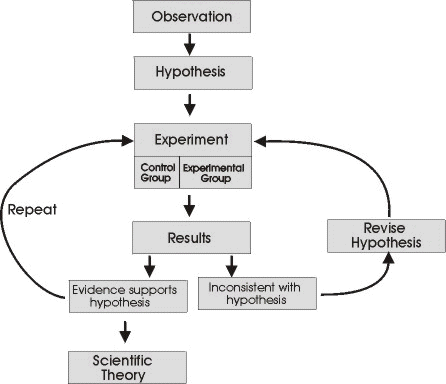 Observation
Hypothesis
Experiment
Control
Group
Experimental
Group
Repeat
Results
Revise
Hypothesis
Evidence supports
hypothesis
Inconsistent with
hypothesis
Scientific
Theory